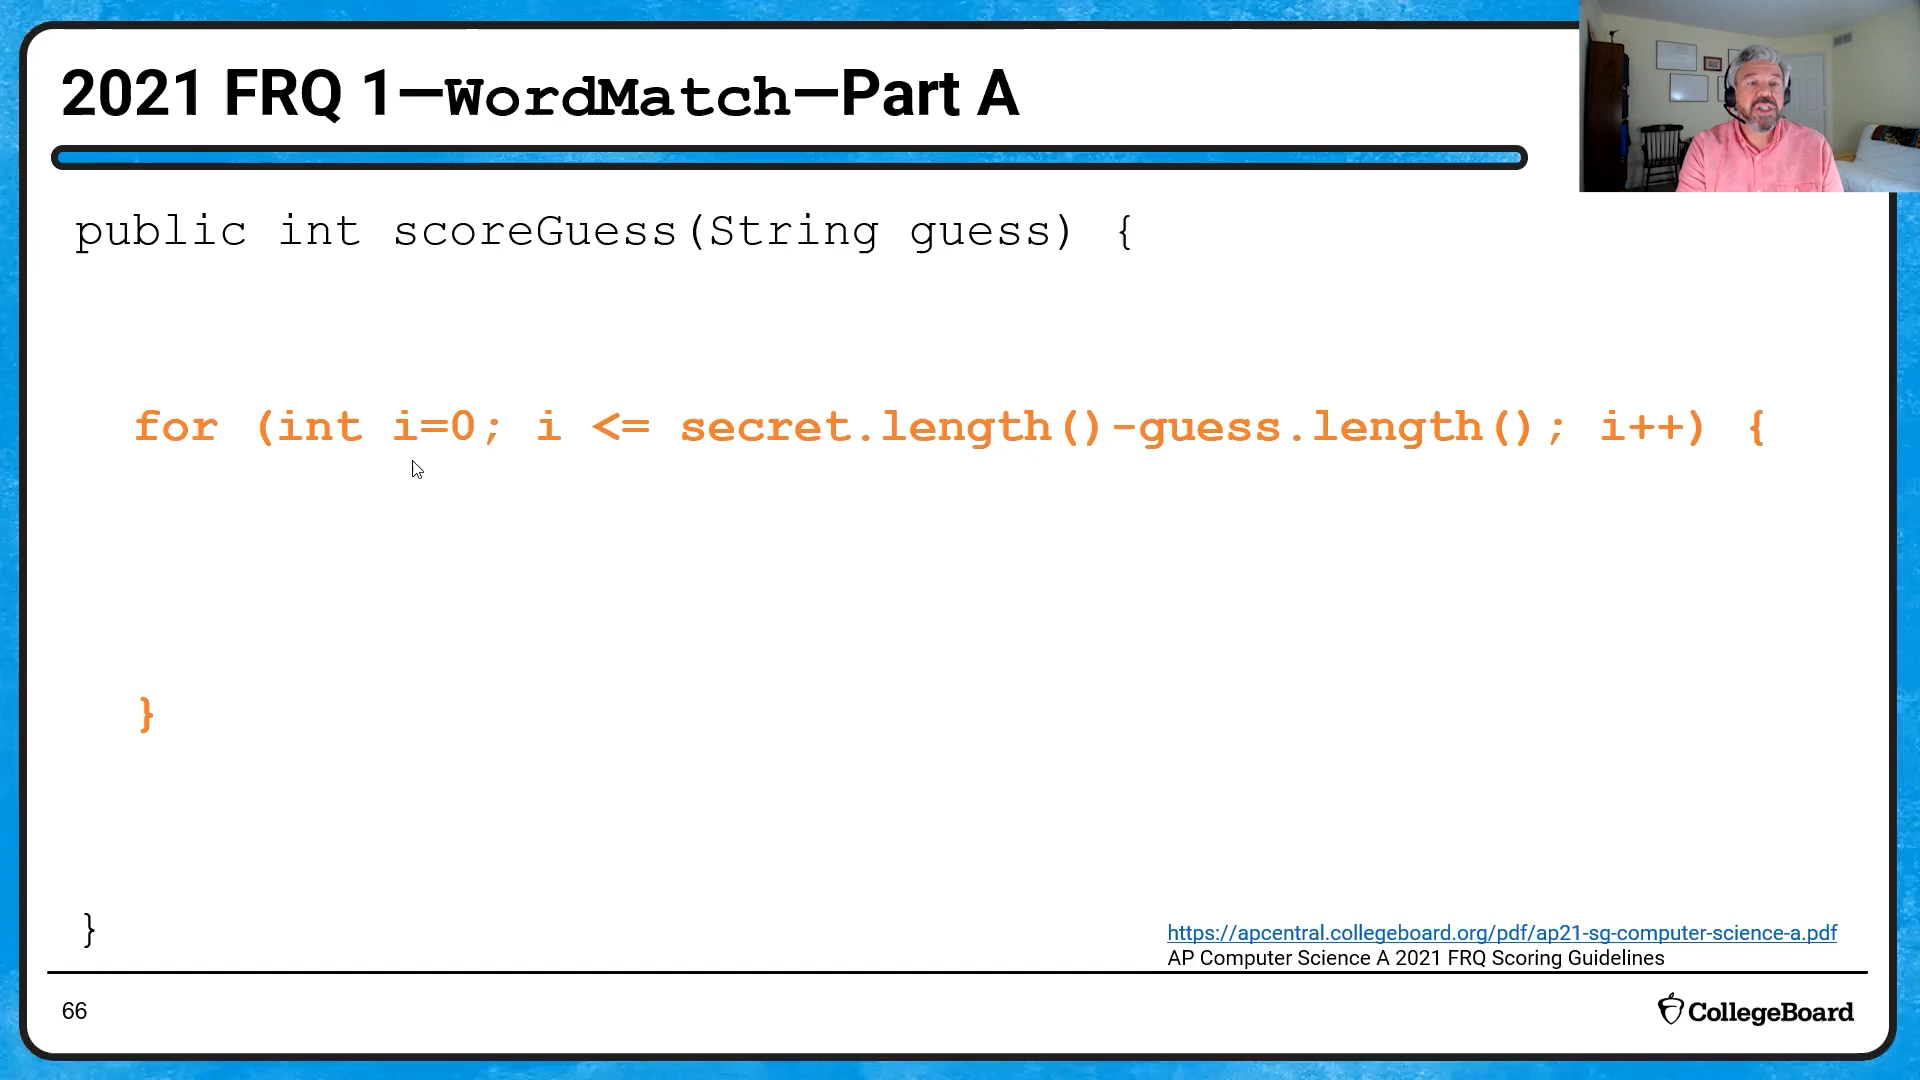 2021 FRQ 1—WordMatch—Part A
public int scoreGuess(String guess) {
for (int i=0; i <= secret.length()-guess.length(); i++) {
}
}
https://apcentral.collegeboard.org/pdf/ap21-sg-computer-science-a.pdf
AP Computer Science A 2021 FRQ Scoring Guidelines
66
CollegeBoard